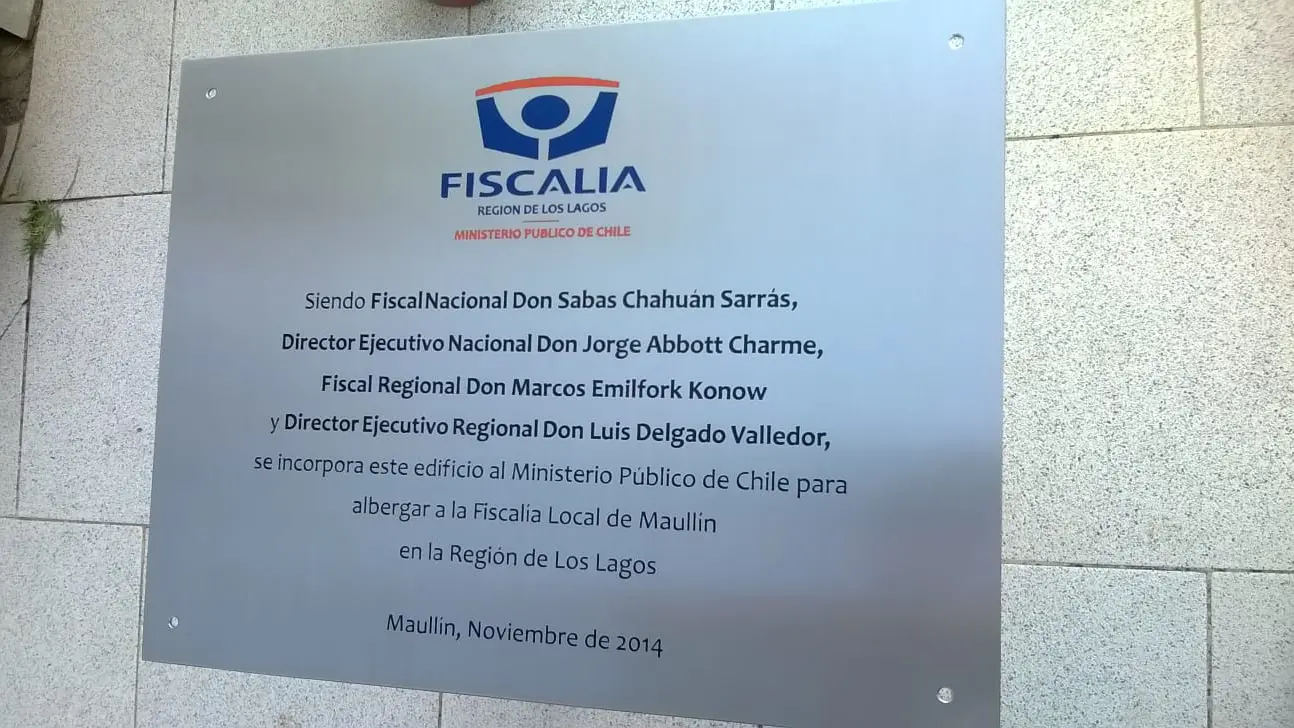 FISCALIA
REGION DE LOS LAGOS
MINISTERIO PUBLICO DE CHILE
Siendo Fiscal Nacional Don Sabas Chahuán Sarrás,
Director Ejecutivo Nacional Don Jorge Abbott Charme,
Fiscal Regional Don Marcos Emilfork Konow
y Director Ejecutivo Regional Don Luis Delgado Valledor,
se incorpora este edificio al Ministerio Público de Chile para
albergar a la Fiscalía Local de Maullín
en la Región de Los Lagos
Maullín, Noviembre de 2014